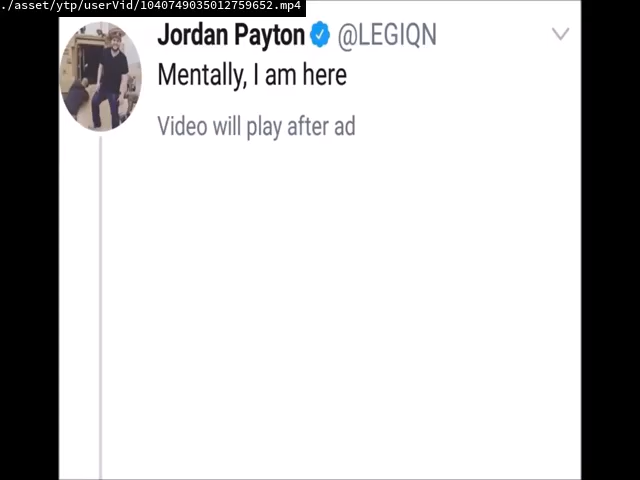 ./asset/ytp/userVid/1040749035012759652.mp4
Jordan Payton @LEGIQN
Mentally, I am here
Video will play after ad